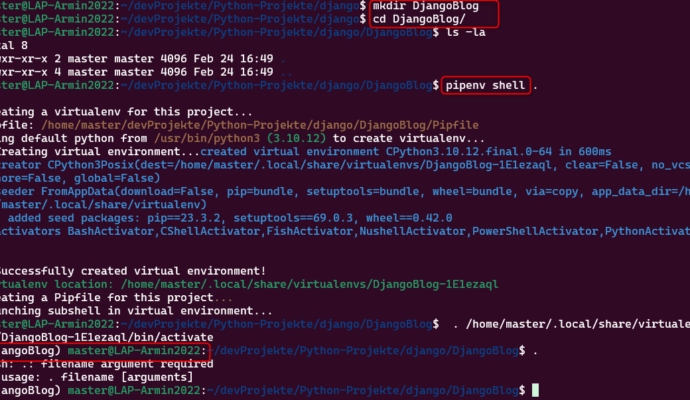 ster@LAP-Armin2022:~/devProjekte/Python-Projekte/django$ mkdir DjangoBlog
ster@LAP-Armin2022:~/devProjekte/Python-Projekte/django$ cd DjangoBlog/
ster@LAP-Armin2022:~/devProjekte/Python-Projekte/django/DjangoBlog$ ls -la
tal 8
wxr-xr-x 2 master master 4096 Feb 24 16:49 .
wxr-xr-x 4 master master 4096 Feb 24 16:49 ..
ster@LAP-Armin2022:~/devProjekte/Python-Projekte/django/DjangoBlog$ pipenv shell .
eating a virtualenv for this project...
pfile: /home/master/devProjekte/Python-Projekte/django/DjangoBlog/Pipfile
ing default python from /usr/bin/python3 (3.10.12) to create virtualenv...
Creating virtual environment...created virtual environment CPython3.10.12.final.0-64 in 600ms
creator CPython3Posix(dest=/home/master/.local/share/virtualenvs/DjangoBlog-1E1ezaql, clear=False, no_vcs
nore=False, global=False)
seeder FromAppData(download=False, pip=bundle, setuptools=bundle, wheel=bundle, via=copy, app_data_dir=/h
/master/.local/share/virtualenv)
added seed packages: pip==23.3.2, setuptools==69.0.3, wheel==0.42.0
activators BashActivator,CShellActivator,FishActivator,NushellActivator,PowerShellActivator,PythonActivat
Successfully created virtual environment!
rtualenv location: /home/master/.local/share/virtualenvs/DjangoBlog-1E1ezaql
eating a Pipfile for this project...
unching subshell in virtual environment...
ster@LAP-Armin2022:~/devProjekte/Python-Projekte/django/DjangoBlog$  . /home/master/.local/share/virtuale
/DjangoBlog-1E1ezaql/bin/activate
jangoBlog) master@LAP-Armin2022:~/devProjekte/Python-Projekte/django/DjangoBlog$ .
sh: .: filename argument required
usage: . filename [arguments]
jangoBlog) master@LAP-Armin2022:~/devProjekte/Python-Projekte/django/DjangoBlog$